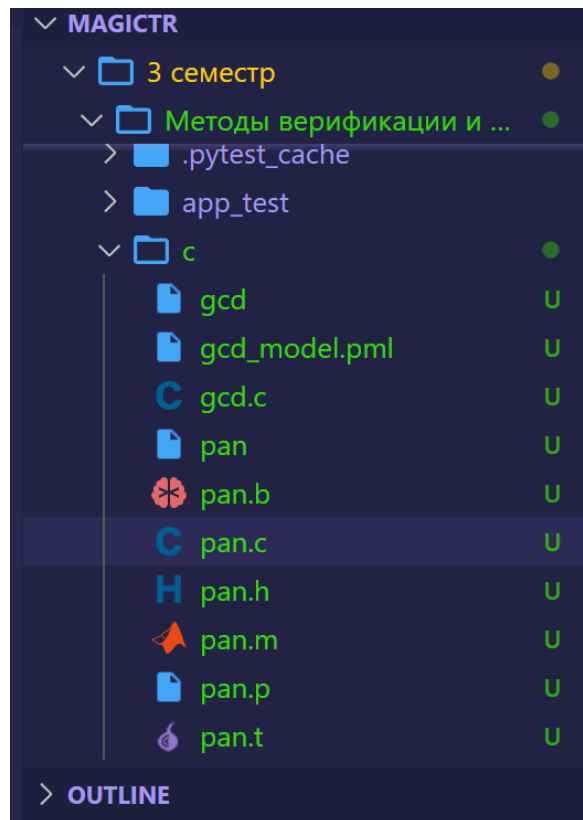 MAGICTR
3 семестр
Методы верификации и ...
.pytest_cache
app_test
c
gcd U
gcd_model.pml U
gcd.c U
pan U
pan.b U
pan.c U
pan.h U
pan.m U
pan.p U
pan.t U
OUTLINE